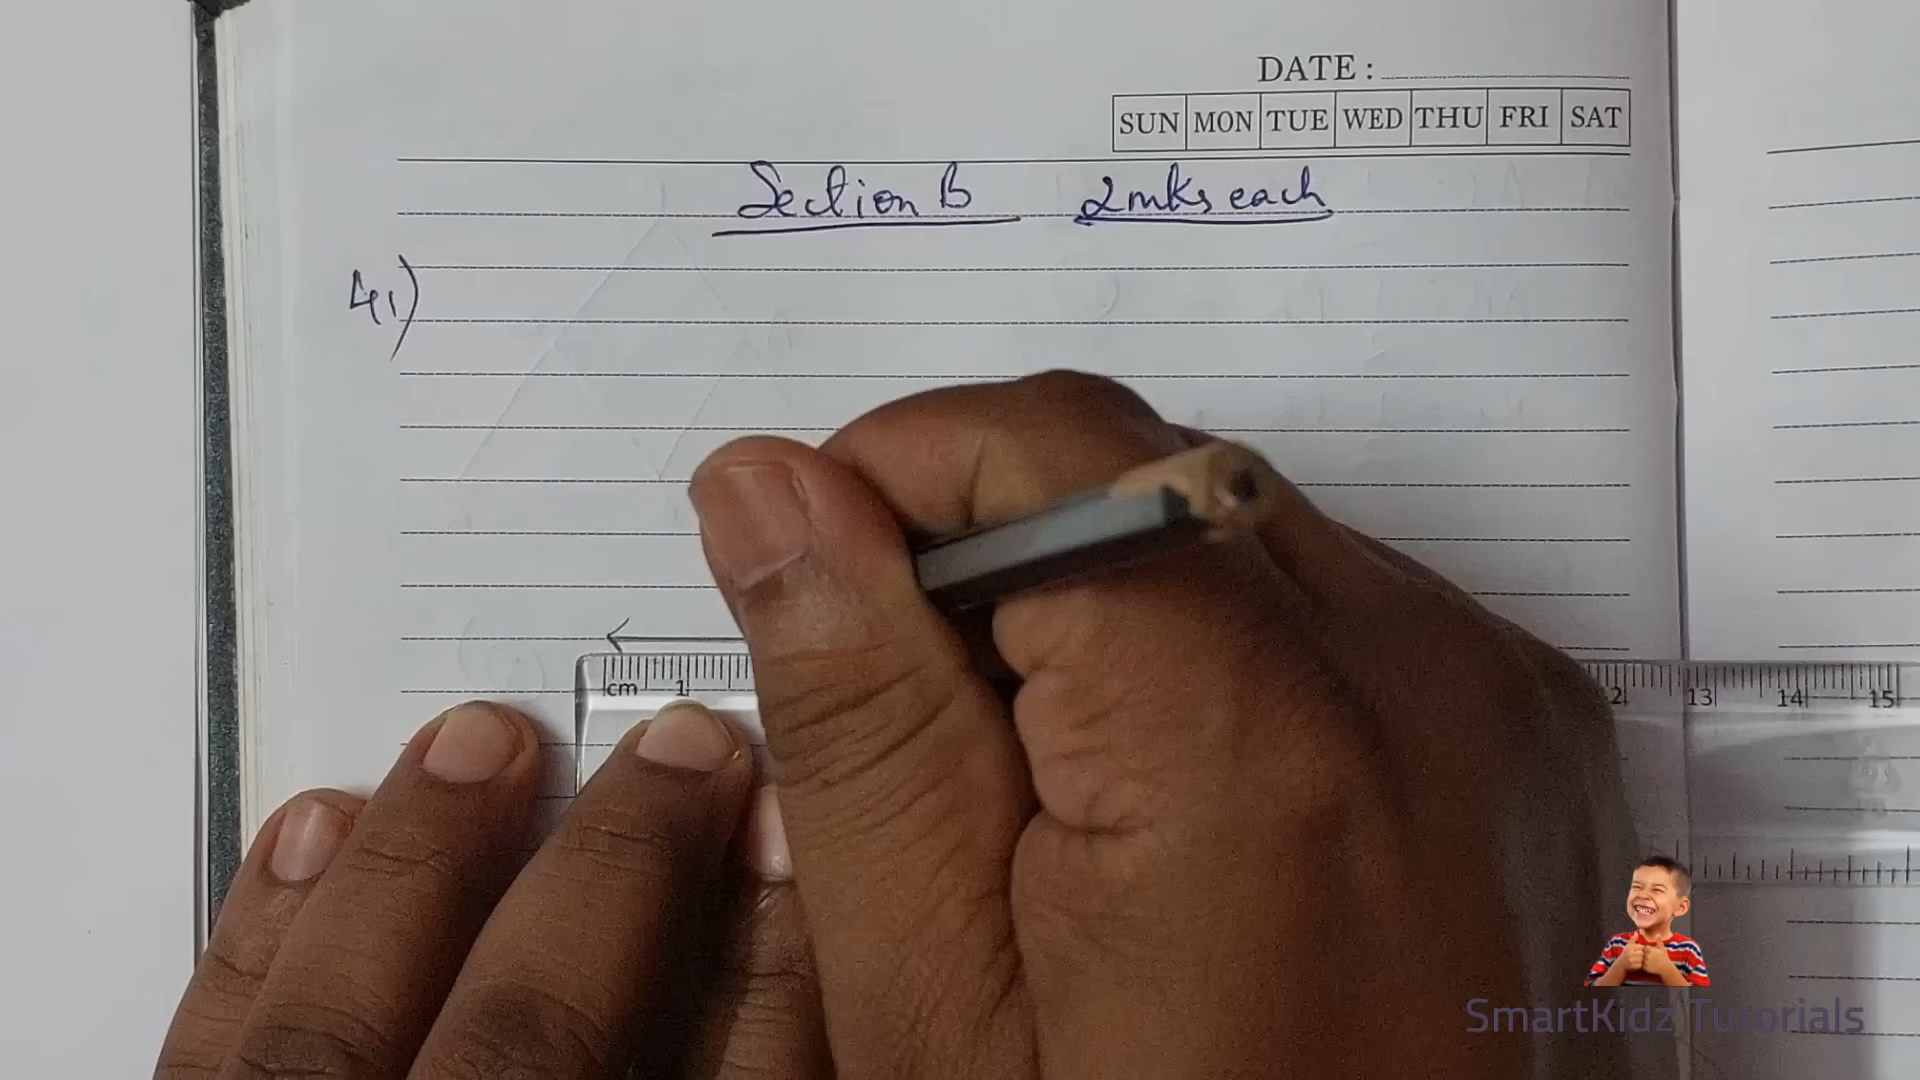 DATE :
SUN MON TUE WED THU FRI SAT
Section B 2mks each
41)
cm 1 12 13 14 15
SmartKidz Tutorials